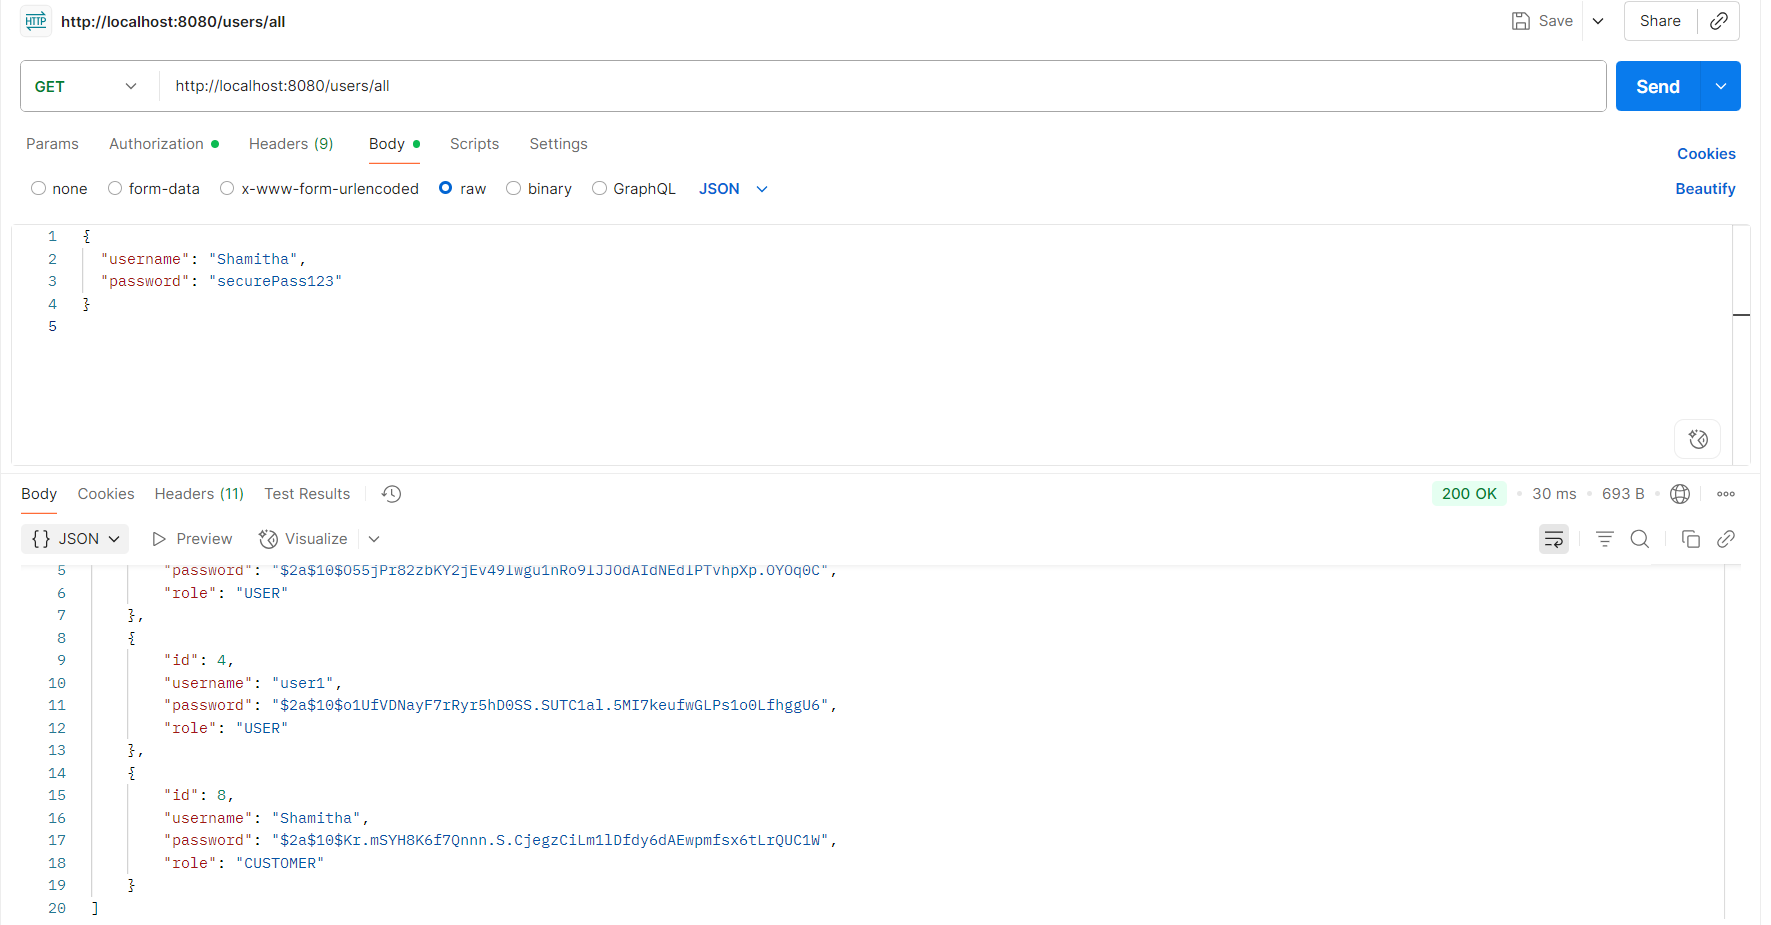 HTTP http://localhost:8080/users/all Save Share
GET http://localhost:8080/users/all Send
Params Authorization Headers (9) Body Scripts Settings Cookies
none form-data x-www-form-urlencoded raw binary GraphQL JSON Beautify
1 {
2 "username": "Shamitha",
3 "password": "securePass123"
4 }
5
Body Cookies Headers (11) Test Results 200 OK 30 ms 693 B
{} JSON Preview Visualize
5 "password":
6 "role": "USER"
7 },
8 {
9 "id": 4,
10 "username": "user1",
11 "password": "$2a$10$o1UfVDNayF7rRyr5hD0SS.SUTC1al.5MI7keufwGLPs1o0LfhggU6",
12 "role": "USER"
13 },
14 {
15 "id": 8,
16 "username": "Shamitha",
17 "password": "$2a$10$Kr.mSYH8K6f7Qnnn.S.CjegzCiLm1lDfdy6dAEwpmfsx6tLrQUC1W",
18 "role": "CUSTOMER"
19 }
20 ]